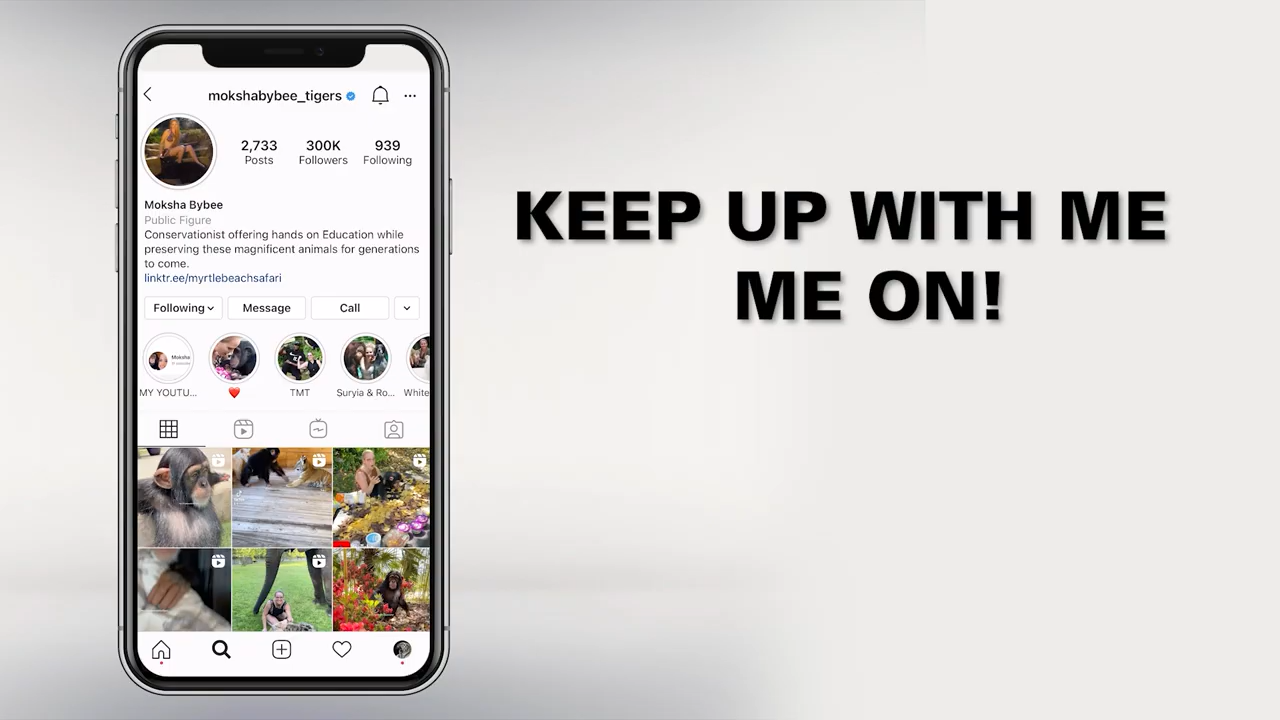 mokshabybee_tigers
2,733 300K 939
Posts Followers Following
Moksha Bybee
Public Figure
Conservationist offering hands on Education while
preserving these magnificent animals for generations
to come.
linktr.ee/myrtlebeachsafari
Following Message Call
Moksha
MY YOUTU... TMT Suryia & Ro... White
KEEP UP WITH ME
ME ON!